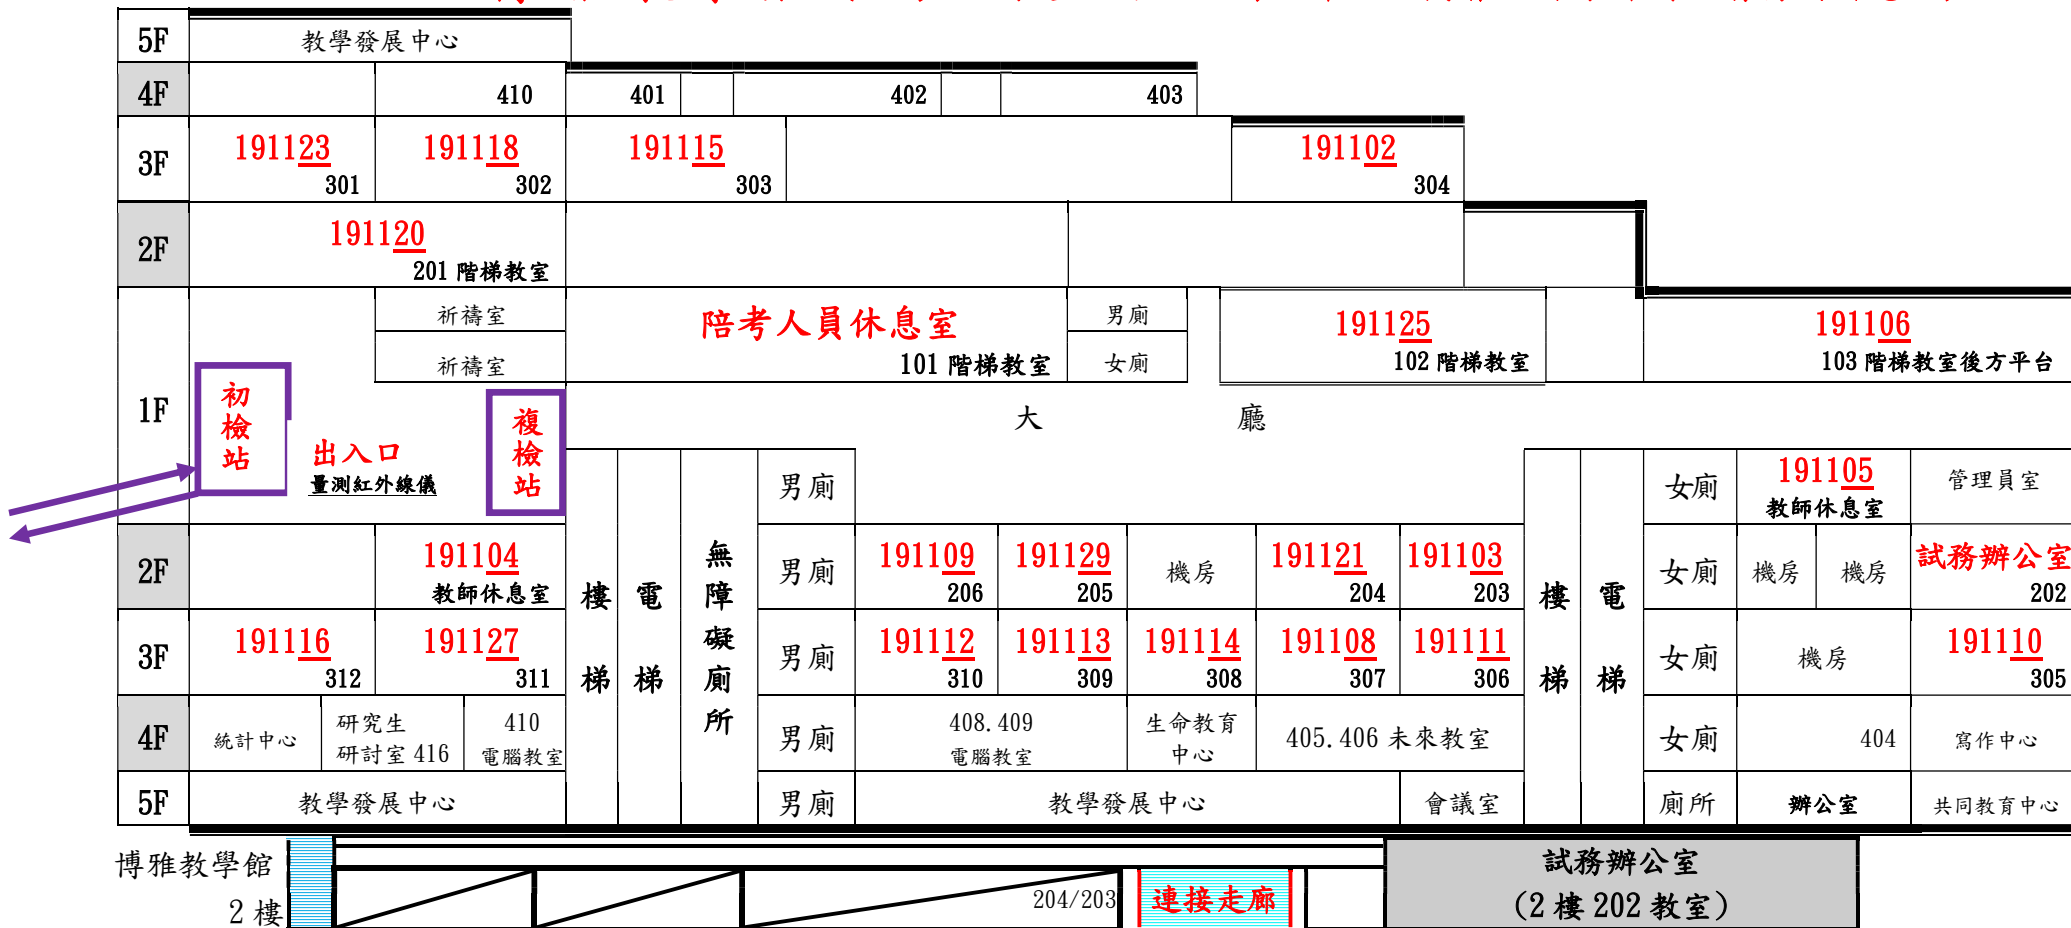 5F 教學發展中心
4F 410 401 402 403
3F 191123 301 191118 302 191115 303 191102 304
2F 191120 201 階梯教室
1F
祈禱室
祈禱室
陪考人員休息室
101 階梯教室
男廁
女廁
191125
102 階梯教室
191106
103 階梯教室後方平台
初檢站
出入口
量測紅外線儀
複檢站
大廳
樓梯
電梯
無障礙廁所
男廁
樓梯
電梯
女廁
191105
教師休息室
管理員室
2F
191104
教師休息室
男廁
191109
206
191129
205
機房
191121
204
191103
203
女廁
機房
機房
試務辦公室
202
3F
191116
312
191127
311
男廁
191112
310
191113
309
191114
308
191108
307
191111
306
女廁
機房
191110
305
4F
統計中心
研究生
研討室 416
410
電腦教室
男廁
408.409
電腦教室
生命教育
中心
405.406 未來教室
女廁
404
寫作中心
5F
教學發展中心
男廁
教學發展中心
會議室
廁所
辦公室
共同教育中心
博雅教學館
2 樓
204/203
連接走廊
試務辦公室
(2 樓 202 教室)